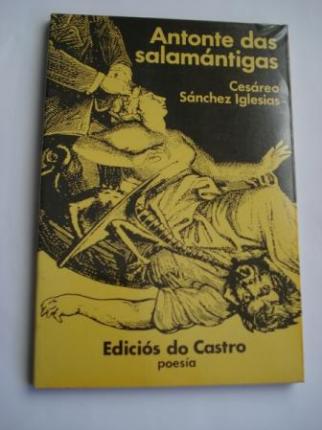 Antonte das
salamántigas
Cesáreo
Sánchez Iglesias
Ediciós do Castro
poesía